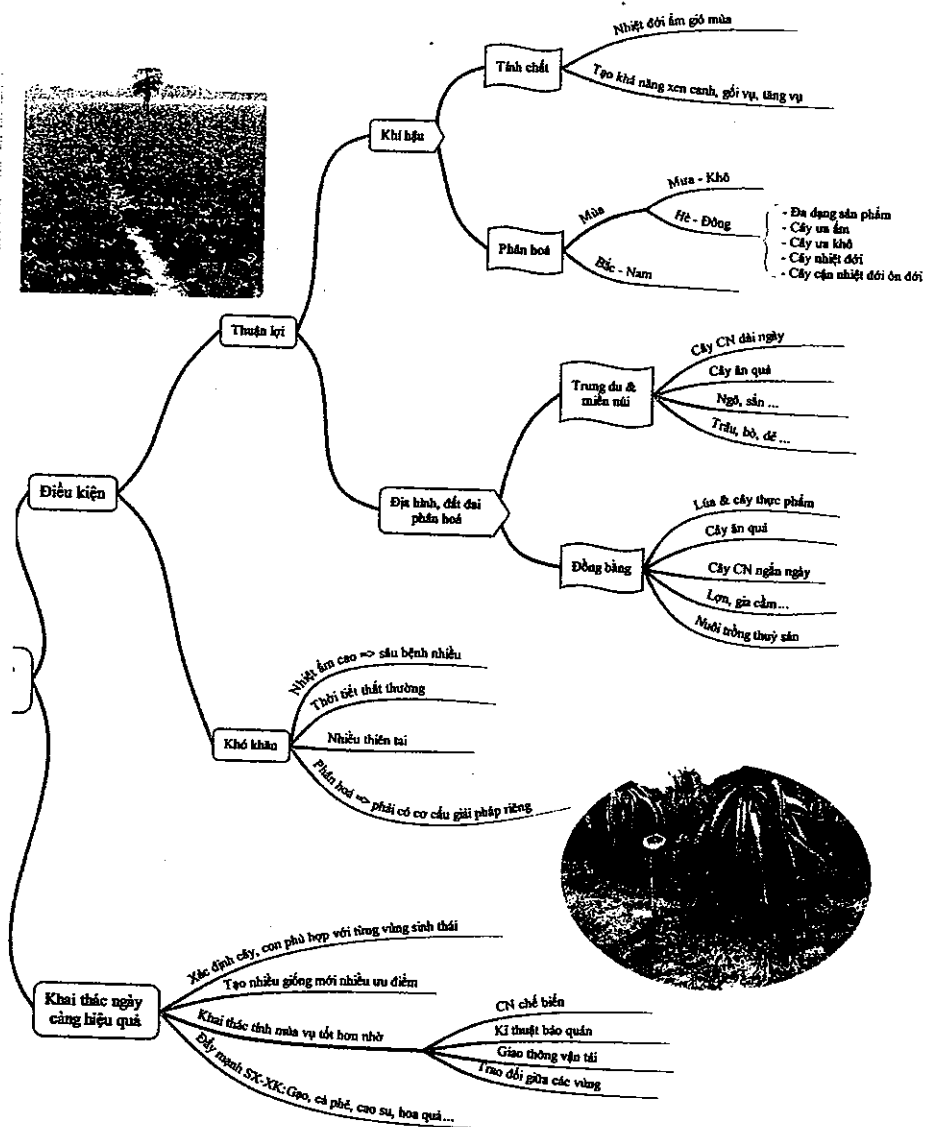 Điều kiện
Thuận lợi
Khí hậu
Tính chất
Nhiệt đới ẩm gió mùa
Tạo khả năng xen canh, gối vụ, tăng vụ
Phân hoá
Mùa
Mưa - Khô
Hè - Đông
- Đa dạng sản phẩm
- Cây ưa ẩm
- Cây ưa khô
- Cây nhiệt đới
- Cây cận nhiệt đới ôn đới
Bắc - Nam
Địa hình, đất đai
phân hoá
Trung du &
miền núi
Cây CN dài ngày
Cây ăn quả
Ngô, sắn ...
Trâu, bò, dê ...
Đồng bằng
Lúa & cây thực phẩm
Cây ăn quả
Cây CN ngắn ngày
Lợn, gia cầm...
Nuôi trồng thuỷ sản
Khó khăn
Nhiệt ẩm cao => sâu bệnh nhiều
Thời tiết thất thường
Nhiều thiên tai
Phân hoá => phải có cơ cấu giải pháp riêng
Khai thác ngày
càng hiệu quả
Xác định cây, con phù hợp với từng vùng sinh thái
Tạo nhiều giống mới nhiều ưu điểm
Khai thác tính mùa vụ tốt hơn nhờ
CN chế biến
Kĩ thuật bảo quản
Giao thông vận tải
Trao đổi giữa các vùng
Đẩy mạnh SX-XK: Gạo, cà phê, cao su, hoa quả...